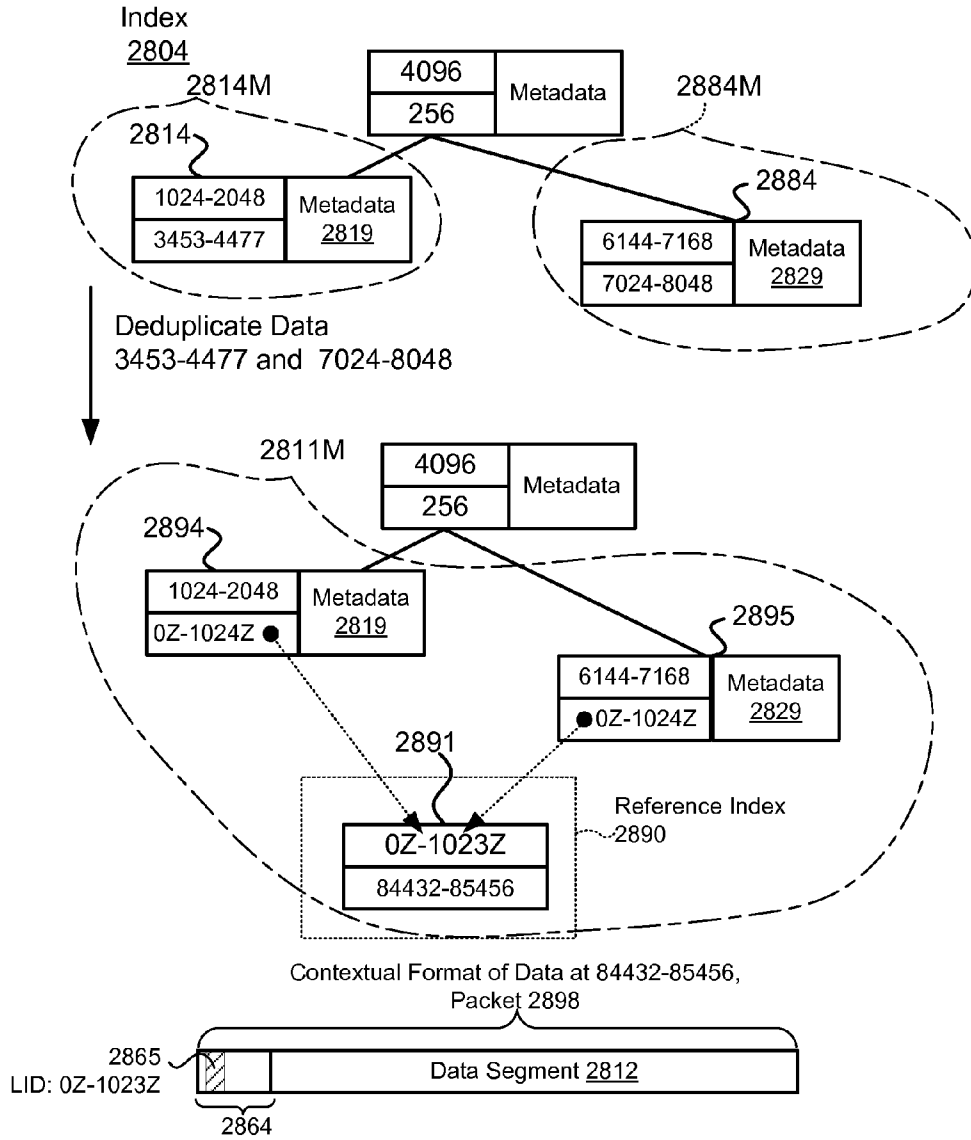 Index
2804
2814M
4096
256
Metadata
2884M
2814
1024-2048
3453-4477
Metadata
2819
2884
6144-7168
7024-8048
Metadata
2829
Deduplicate Data
3453-4477 and 7024-8048
2811M
4096
256
Metadata
2894
1024-2048
0Z-1024Z
Metadata
2819
2895
6144-7168
0Z-1024Z
Metadata
2829
2891
Reference Index
2890
0Z-1023Z
84432-85456
Contextual Format of Data at 84432-85456,
Packet 2898
2865
LID: 0Z-1023Z
Data Segment 2812
2864